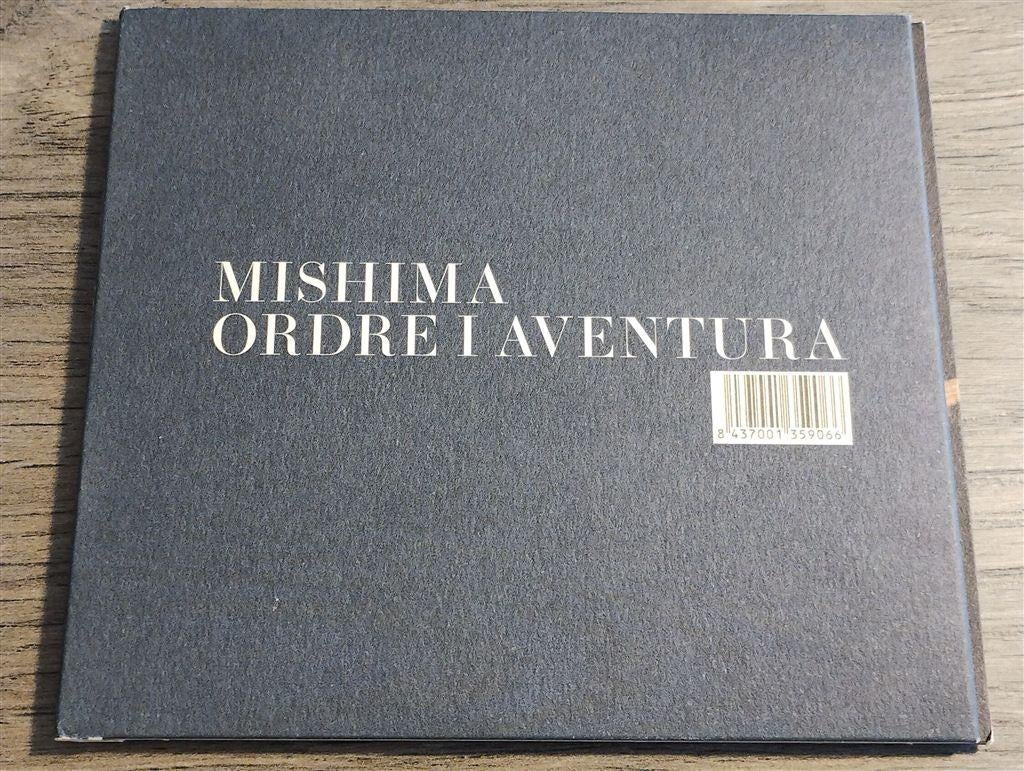 MISHIMA
ORDRE I AVENTURA
8 437001 359066